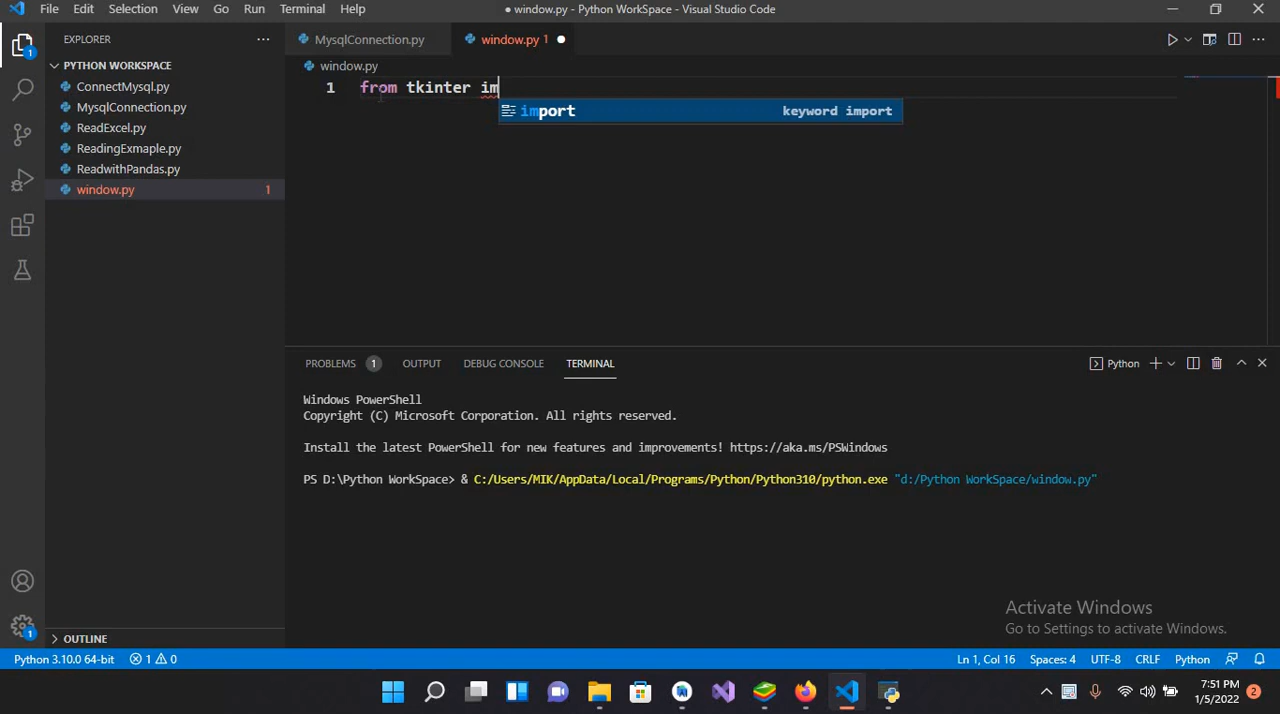 File Edit Selection View Go Run Terminal Help
● window.py - Python WorkSpace - Visual Studio Code
EXPLORER
PYTHON WORKSPACE
ConnectMysql.py
MysqlConnection.py
ReadExcel.py
ReadingExmaple.py
ReadwithPandas.py
window.py 1
OUTLINE
1
1
MysqlConnection.py
window.py 1
window.py
1 from tkinter im
import keyword import
PROBLEMS 1 OUTPUT DEBUG CONSOLE TERMINAL
Python
Windows PowerShell
Copyright (C) Microsoft Corporation. All rights reserved.
Install the latest PowerShell for new features and improvements! https://aka.ms/PSWindows
PS D:\Python WorkSpace> & C:/Users/MIK/AppData/Local/Programs/Python/Python310/python.exe "d:/Python WorkSpace/window.py"
Activate Windows
Go to Settings to activate Windows.
Python 3.10.0 64-bit 1 0 Ln 1, Col 16 Spaces: 4 UTF-8 CRLF Python
7:51 PM
1/5/2022 2